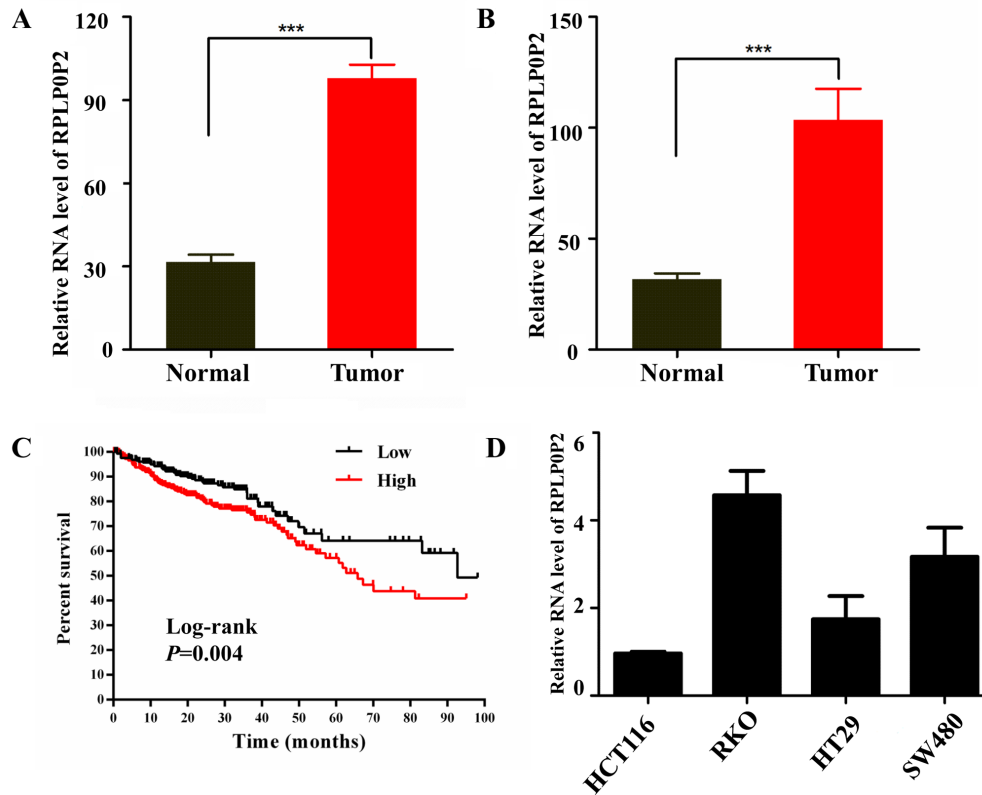 A
Relative RNA level of RPLP0P2
120
90
60
30
0
***
Normal Tumor
B
Relative RNA level of RPLP0P2
150
100
50
0
***
Normal Tumor
C
Percent survival
100
90
80
70
60
50
40
30
20
10
0
Low
High
Log-rank
P=0.004
0 10 20 30 40 50 60 70 80 90 100
Time (months)
D
Relative RNA level of RPLP0P2
6
4
2
0
HCT116 RKO HT29 SW480